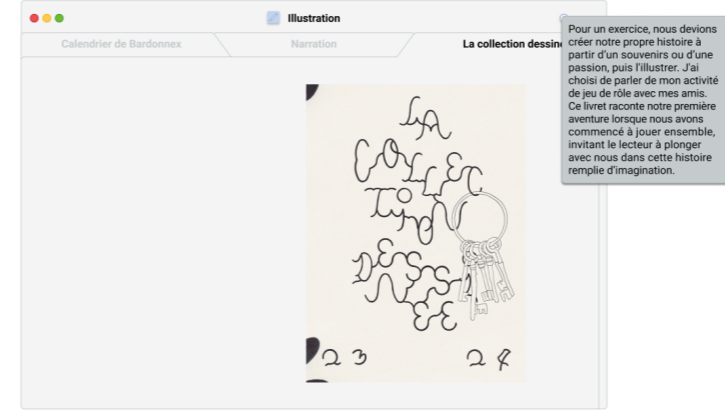 Illustration
Calendrier de Bardonnex
Narration
La collection dessin
Pour un exercice, nous devions
créer notre propre histoire à
partir d'un souvenirs ou d'une
passion, puis l'illustrer. J'ai
choisi de parler de mon activité
de jeu de rôle avec mes amis.
Ce livret raconte notre première
aventure lorsque nous avons
commencé à jouer ensemble,
invitant le lecteur à plonger
avec nous dans cette histoire
remplie d'imagination.
LA
COLLEC
TION
DESSI
NÉE
23 24